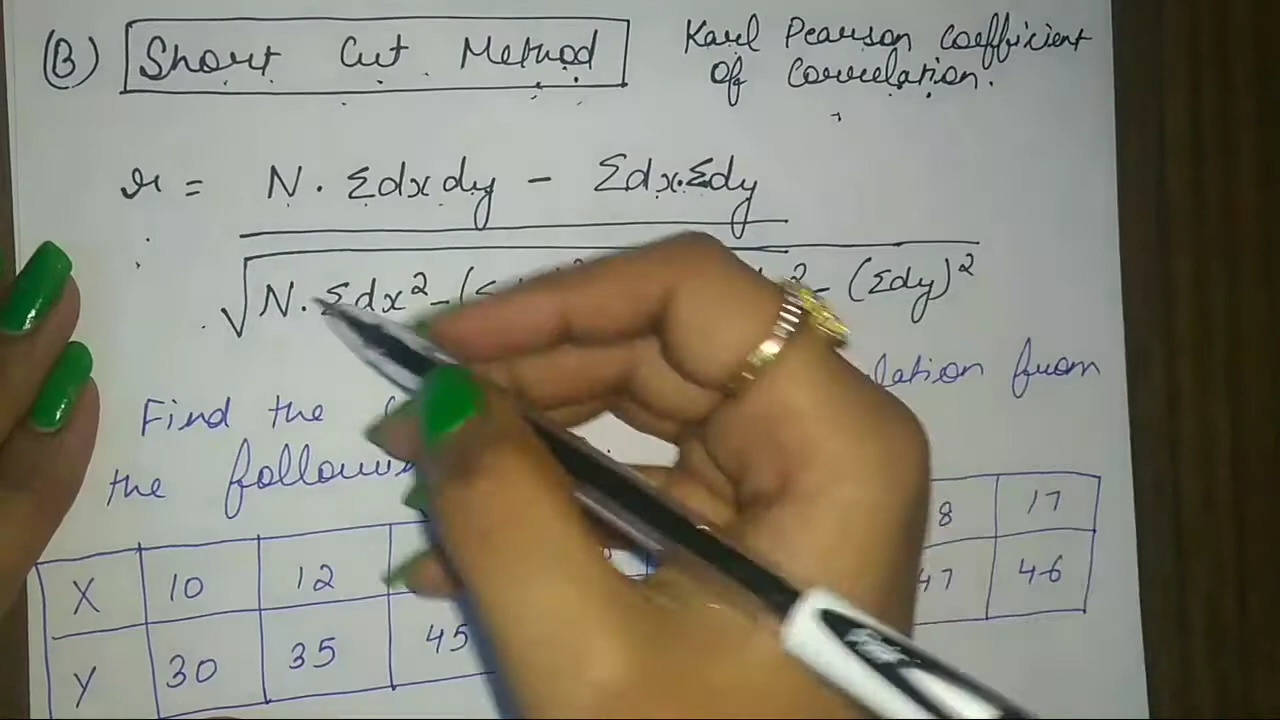 (B) Short Cut Method
Karl Pearson coefficient
of Correlation.
r = N. Σdxdy - Σdx.Σdy
√N. Σdx² - (Σ ² - (Σdy)²
Find the lation from
the
8 17
X 10 12
47 46
Y 30 35 45